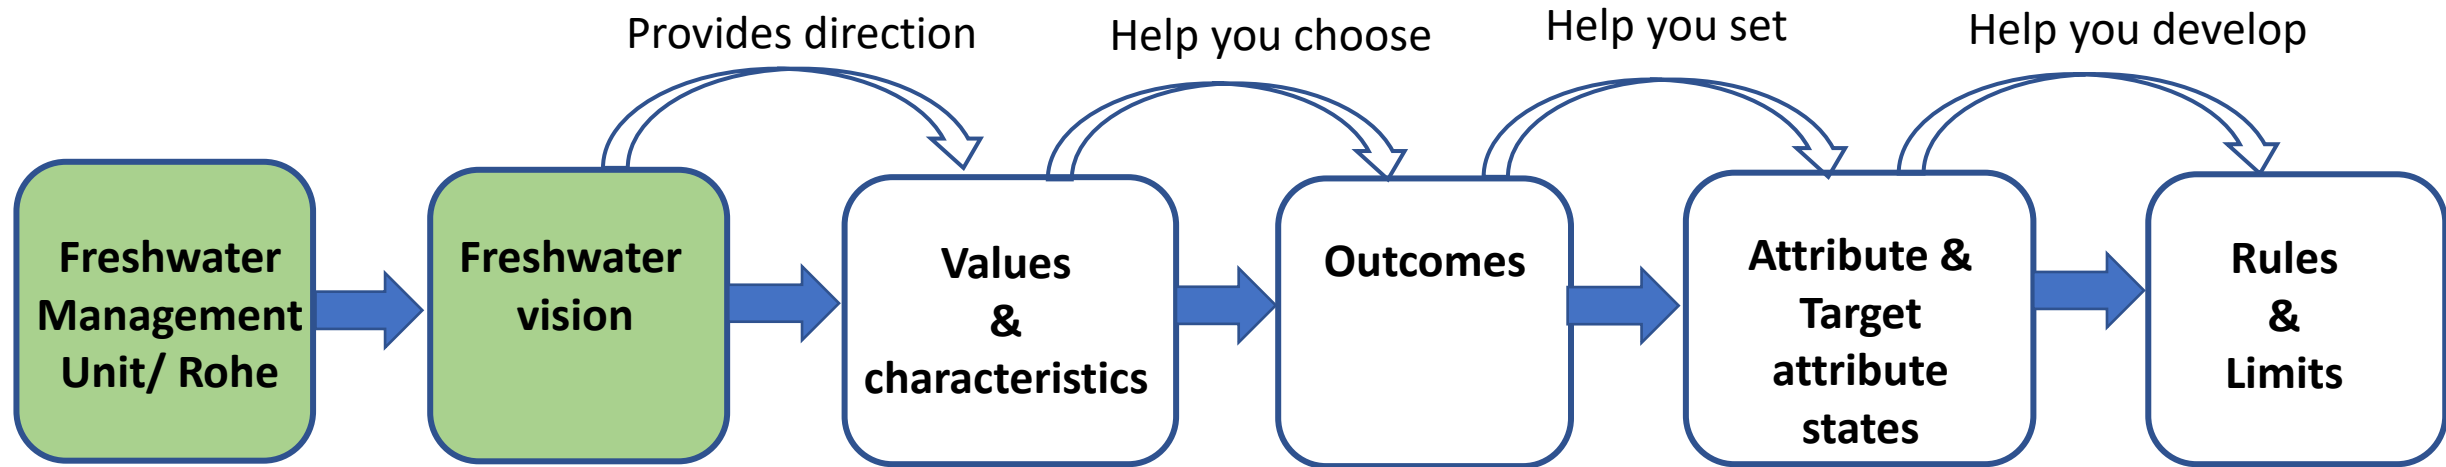 Provides direction
Help you choose
Help you set
Help you develop
Freshwater
Management
Unit/ Rohe
Freshwater
vision
Values
&
characteristics
Outcomes
Attribute &
Target
attribute
states
Rules
&
Limits